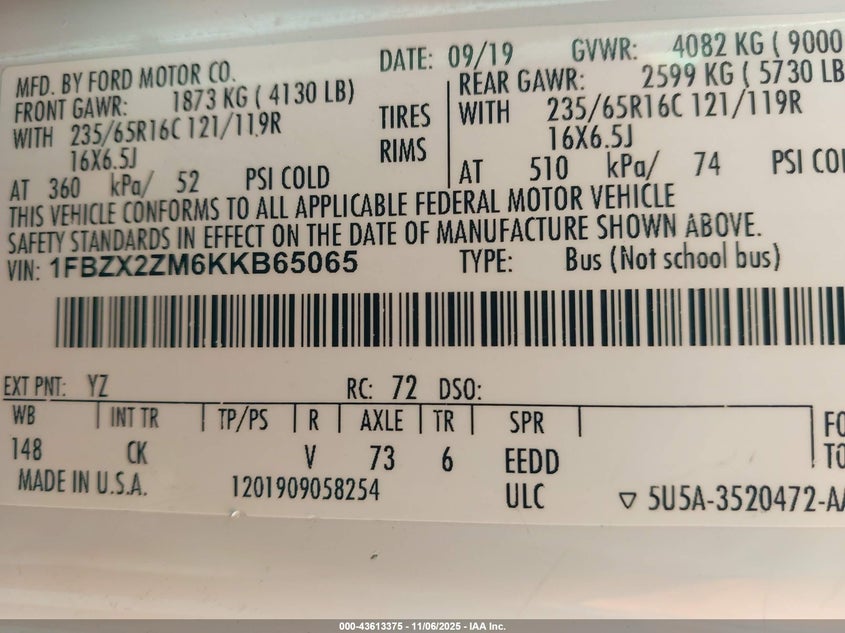 DATE: 09/19 GVWR: 4082 KG ( 9000
MFD. BY FORD MOTOR CO.
FRONT GAWR: 1873 KG ( 4130 LB) REAR GAWR: 2599 KG ( 5730 LB
WITH 235/65R16C 121/119R TIRES WITH 235/65R16C 121/119R
16X6.5J RIMS 16X6.5J
AT 360 kPa/ 52 PSI COLD AT 510 kPa/ 74 PSI COL
THIS VEHICLE CONFORMS TO ALL APPLICABLE FEDERAL MOTOR VEHICLE
SAFETY STANDARDS IN EFFECT ON THE DATE OF MANUFACTURE SHOWN ABOVE.
VIN: 1FBZX2ZM6KKB65065 TYPE: Bus (Not school bus)
EXT PNT: YZ RC: 72 DSO:
WB INT TR TP/PS R AXLE TR SPR FO
148 CK V 73 6 EEDD TO
MADE IN U.S.A. 1201909058254 ULC ▽ 5U5A-3520472-AA
000-43613375 - 11/06/2025 - IAA Inc.